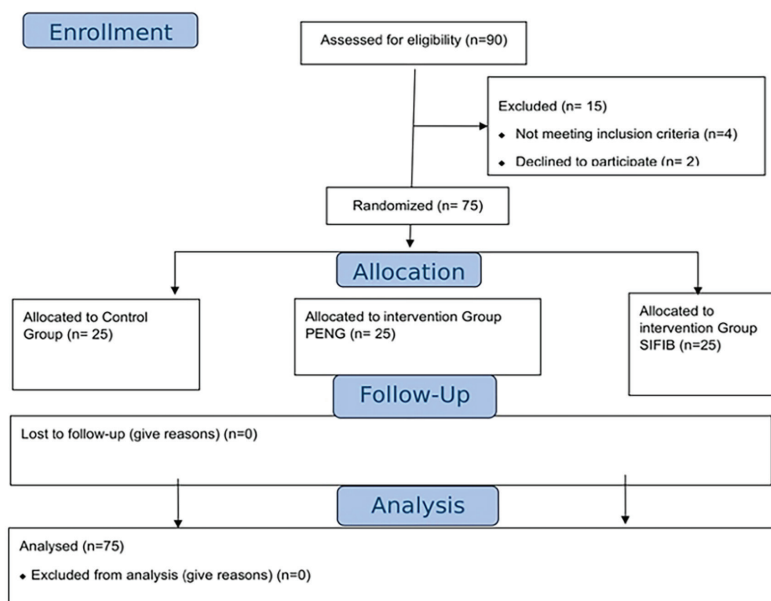 Enrollment
Assessed for eligibility (n=90)
Excluded (n= 15)
◆ Not meeting inclusion criteria (n=4)
◆ Declined to participate (n= 2)
Randomized (n= 75)
Allocation
Allocated to Control
Group (n= 25)
Allocated to intervention Group
PENG (n= 25)
Allocated to
intervention Group
SIFIB (n=25)
Follow-Up
Lost to follow-up (give reasons) (n=0)
Analysis
Analysed (n=75)
◆ Excluded from analysis (give reasons) (n=0)